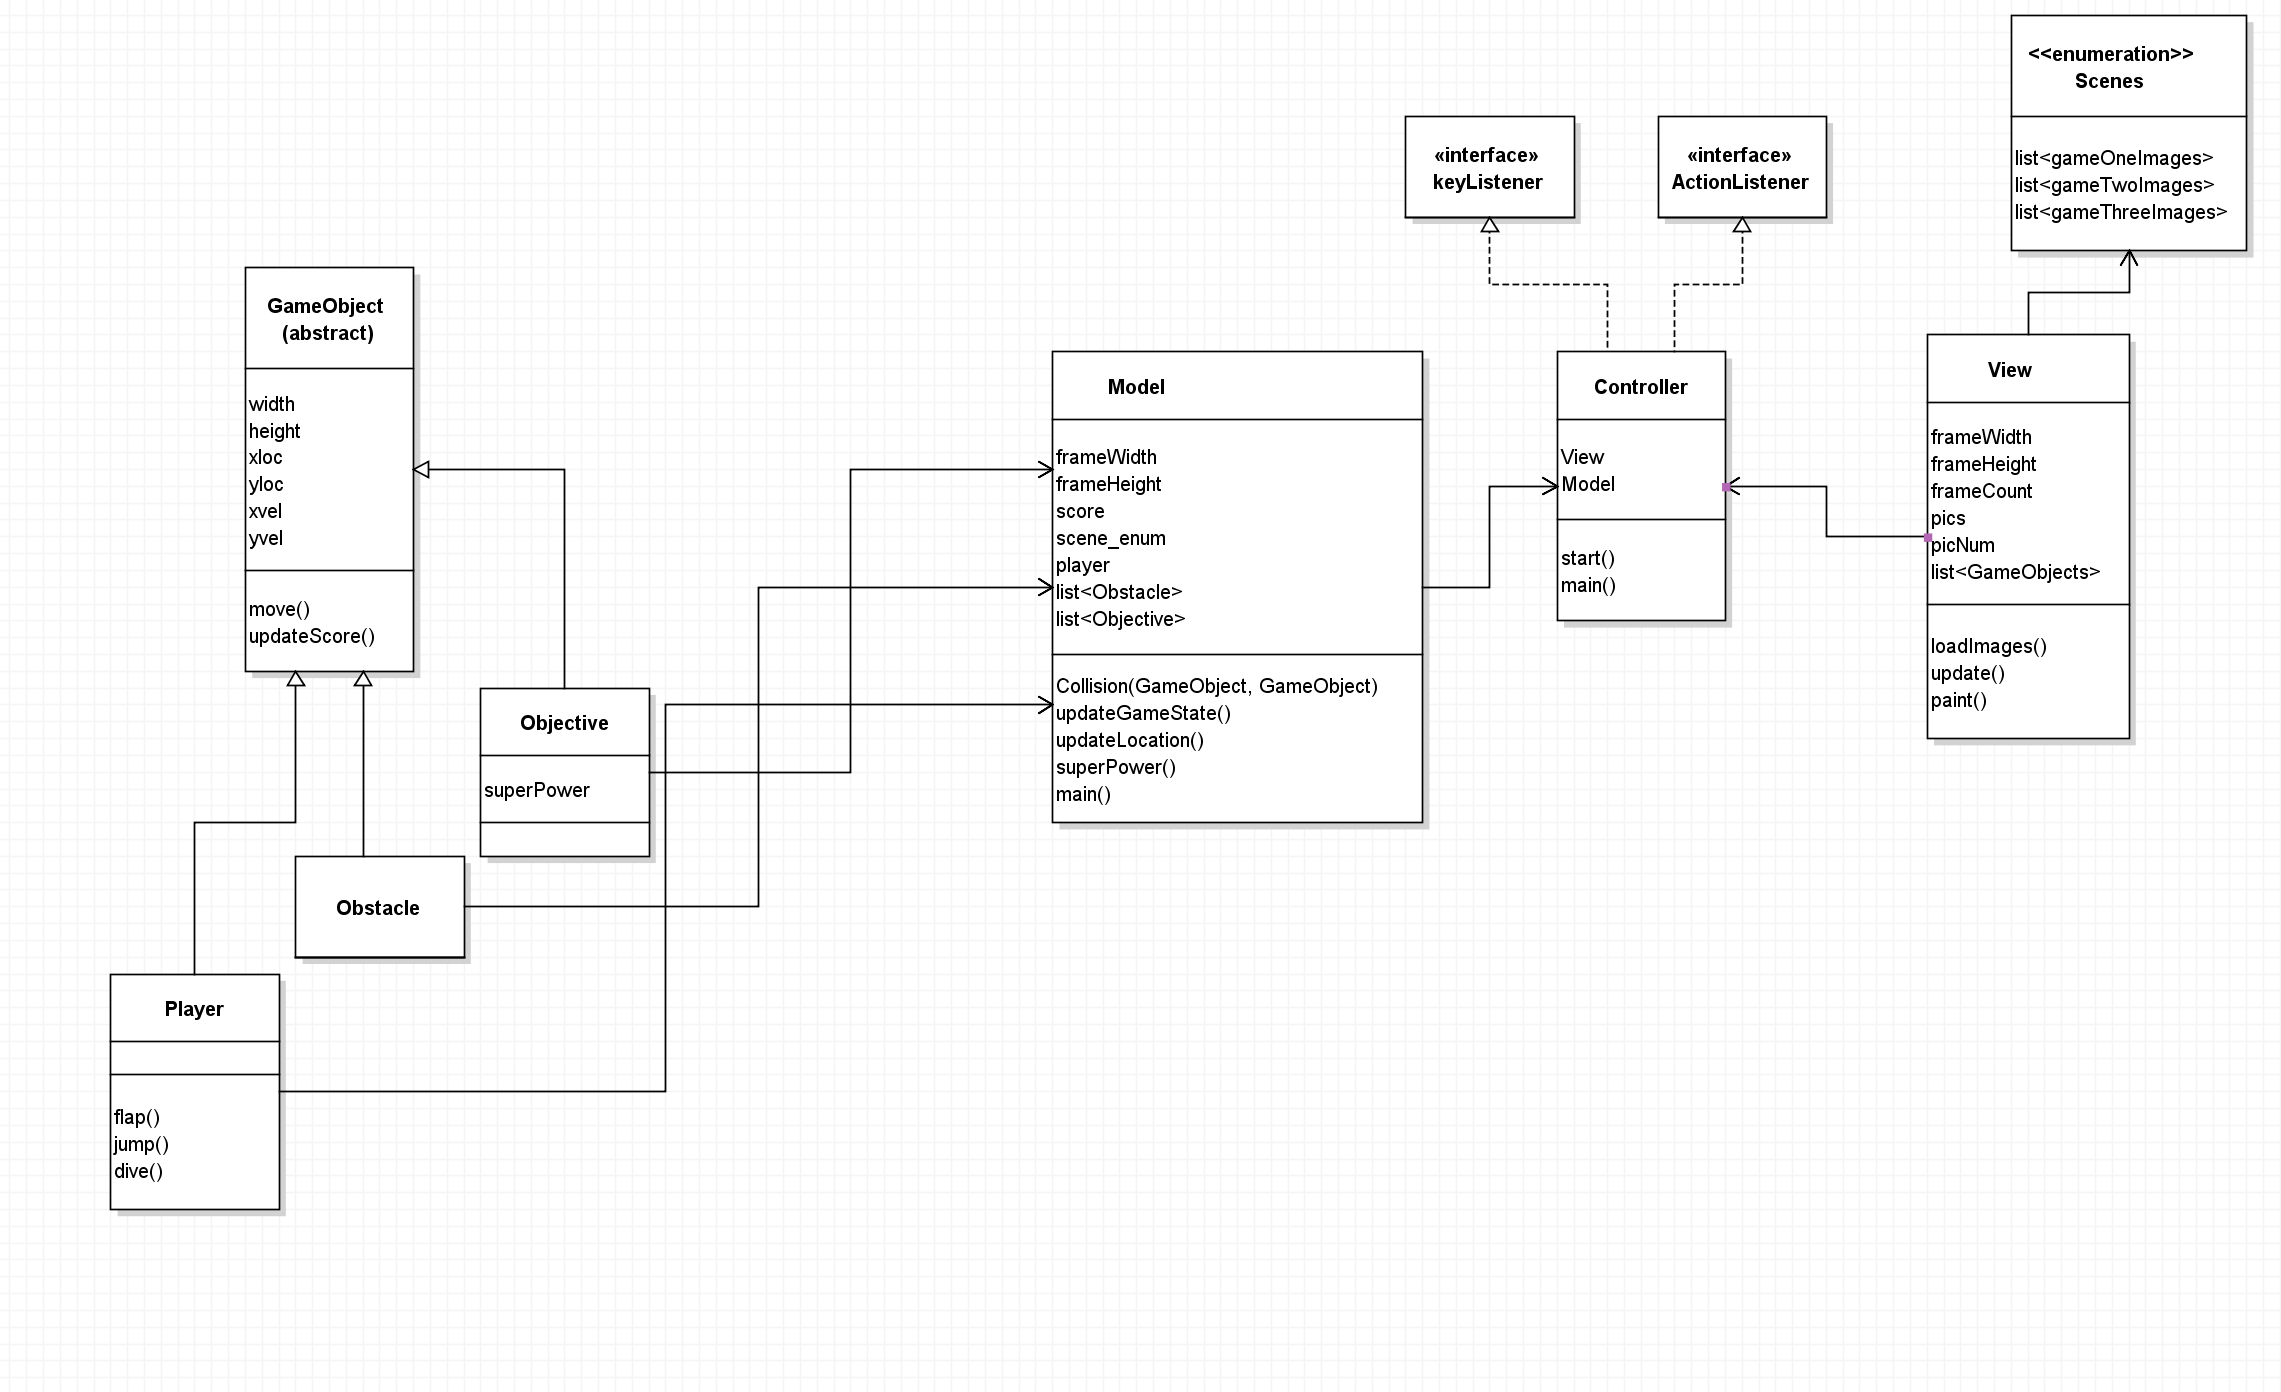 <<enumeration>>
Scenes
list<gameOneImages>
list<gameTwoImages>
list<gameThreeImages>
«interface»
keyListener
«interface»
ActionListener
GameObject
(abstract)
width
height
xloc
yloc
xvel
yvel
move()
updateScore()
Model
frameWidth
frameHeight
score
scene_enum
player
list<Obstacle>
list<Objective>
Collision(GameObject, GameObject)
updateGameState()
updateLocation()
superPower()
main()
Controller
View
Model
start()
main()
View
frameWidth
frameHeight
frameCount
pics
picNum
list<GameObjects>
loadImages()
update()
paint()
Objective
superPower
Obstacle
Player
flap()
jump()
dive()